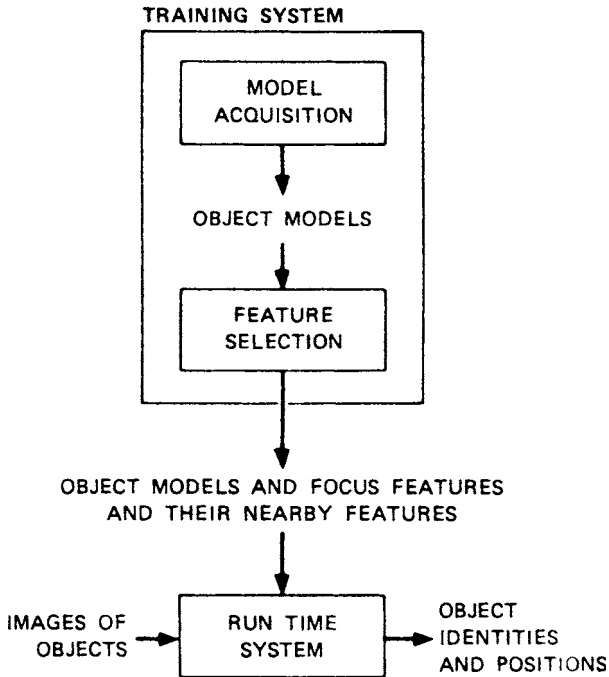 TRAINING SYSTEM
MODEL
ACQUISITION
OBJECT MODELS
FEATURE
SELECTION
OBJECT MODELS AND FOCUS FEATURES
AND THEIR NEARBY FEATURES
IMAGES OF
OBJECTS
RUN TIME
SYSTEM
OBJECT
IDENTITIES
AND POSITIONS